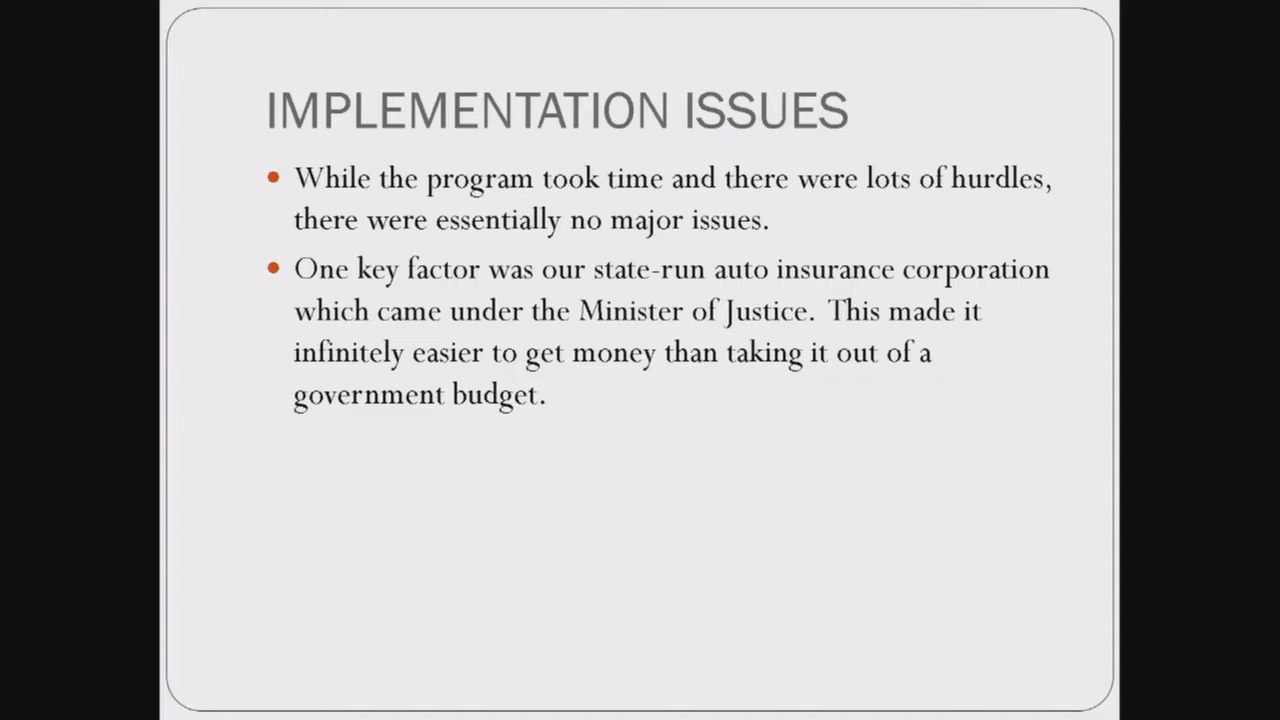 IMPLEMENTATION ISSUES
• While the program took time and there were lots of hurdles,
there were essentially no major issues.
• One key factor was our state-run auto insurance corporation
which came under the Minister of Justice. This made it
infinitely easier to get money than taking it out of a
government budget.